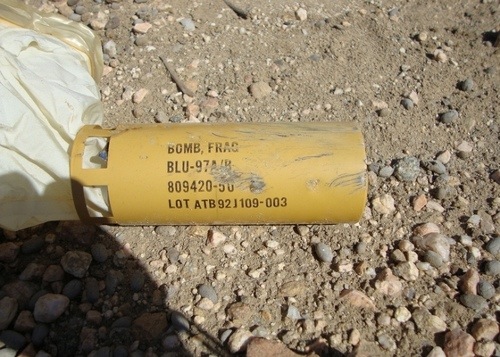 BOMB, FRAG
BLU-97A/B
809420-50
LOT ATB92J109-003